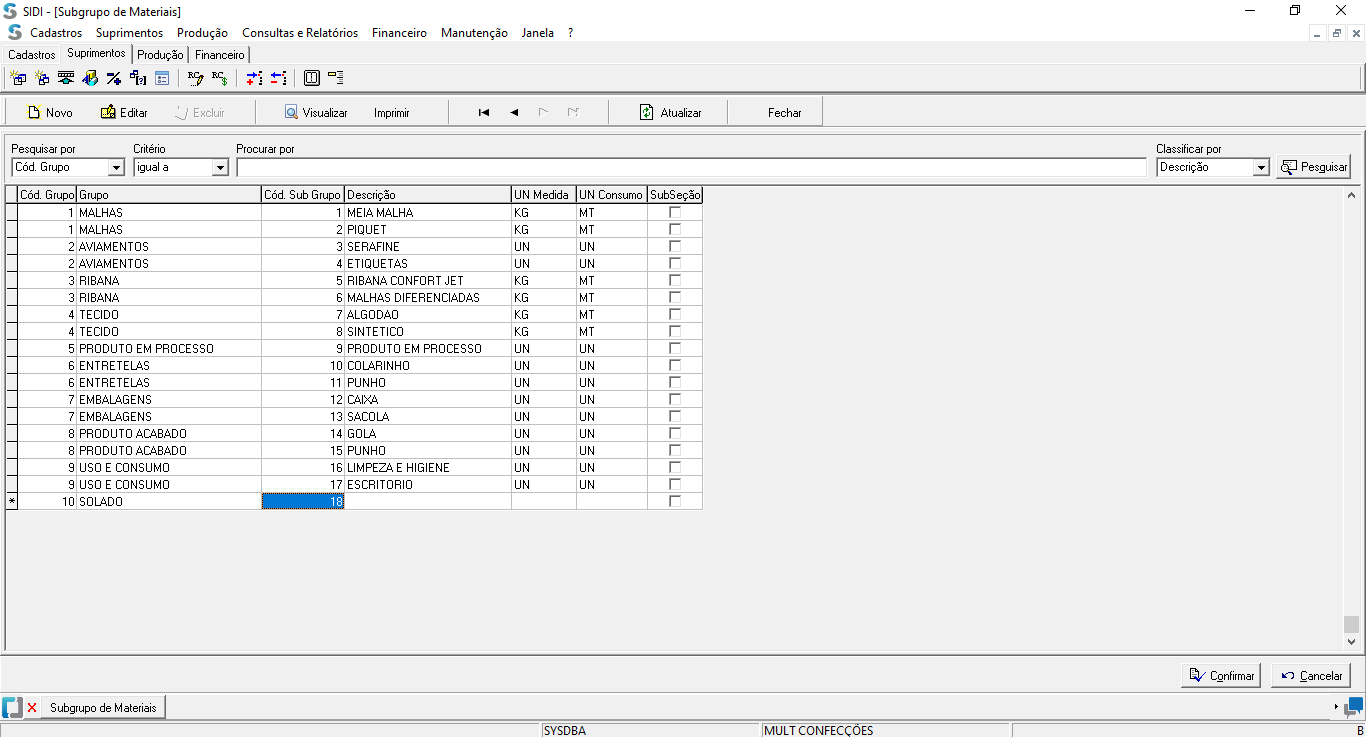 SIDI - [Subgrupo de Materiais]
Cadastros Suprimentos Produção Consultas e Relatórios Financeiro Manutenção Janela ?
Cadastros Suprimentos Produção Financeiro
Novo Editar Excluir Visualizar Imprimir Atualizar Fechar
Pesquisar por Critério Procurar por Classificar por
Cód. Grupo igual a Descrição Pesquisar
Cód. Grupo Grupo Cód. Sub Grupo Descrição UN Medida UN Consumo SubSeção
1 MALHAS 1 MEIA MALHA KG MT
1 MALHAS 2 PIQUET KG MT
2 AVIAMENTOS 3 SERAFINE UN UN
2 AVIAMENTOS 4 ETIQUETAS UN UN
3 RIBANA 5 RIBANA CONFORT JET KG MT
3 RIBANA 6 MALHAS DIFERENCIADAS KG MT
4 TECIDO 7 ALGODAO KG MT
4 TECIDO 8 SINTETICO KG MT
5 PRODUTO EM PROCESSO 9 PRODUTO EM PROCESSO UN UN
6 ENTRETELAS 10 COLARINHO UN UN
6 ENTRETELAS 11 PUNHO UN UN
7 EMBALAGENS 12 CAIXA UN UN
7 EMBALAGENS 13 SACOLA UN UN
8 PRODUTO ACABADO 14 GOLA UN UN
8 PRODUTO ACABADO 15 PUNHO UN UN
9 USO E CONSUMO 16 LIMPEZA E HIGIENE UN UN
9 USO E CONSUMO 17 ESCRITORIO UN UN
* 10 SOLADO 18
Confirmar Cancelar
Subgrupo de Materiais
SYSDBA MULT CONFECÇÕES B